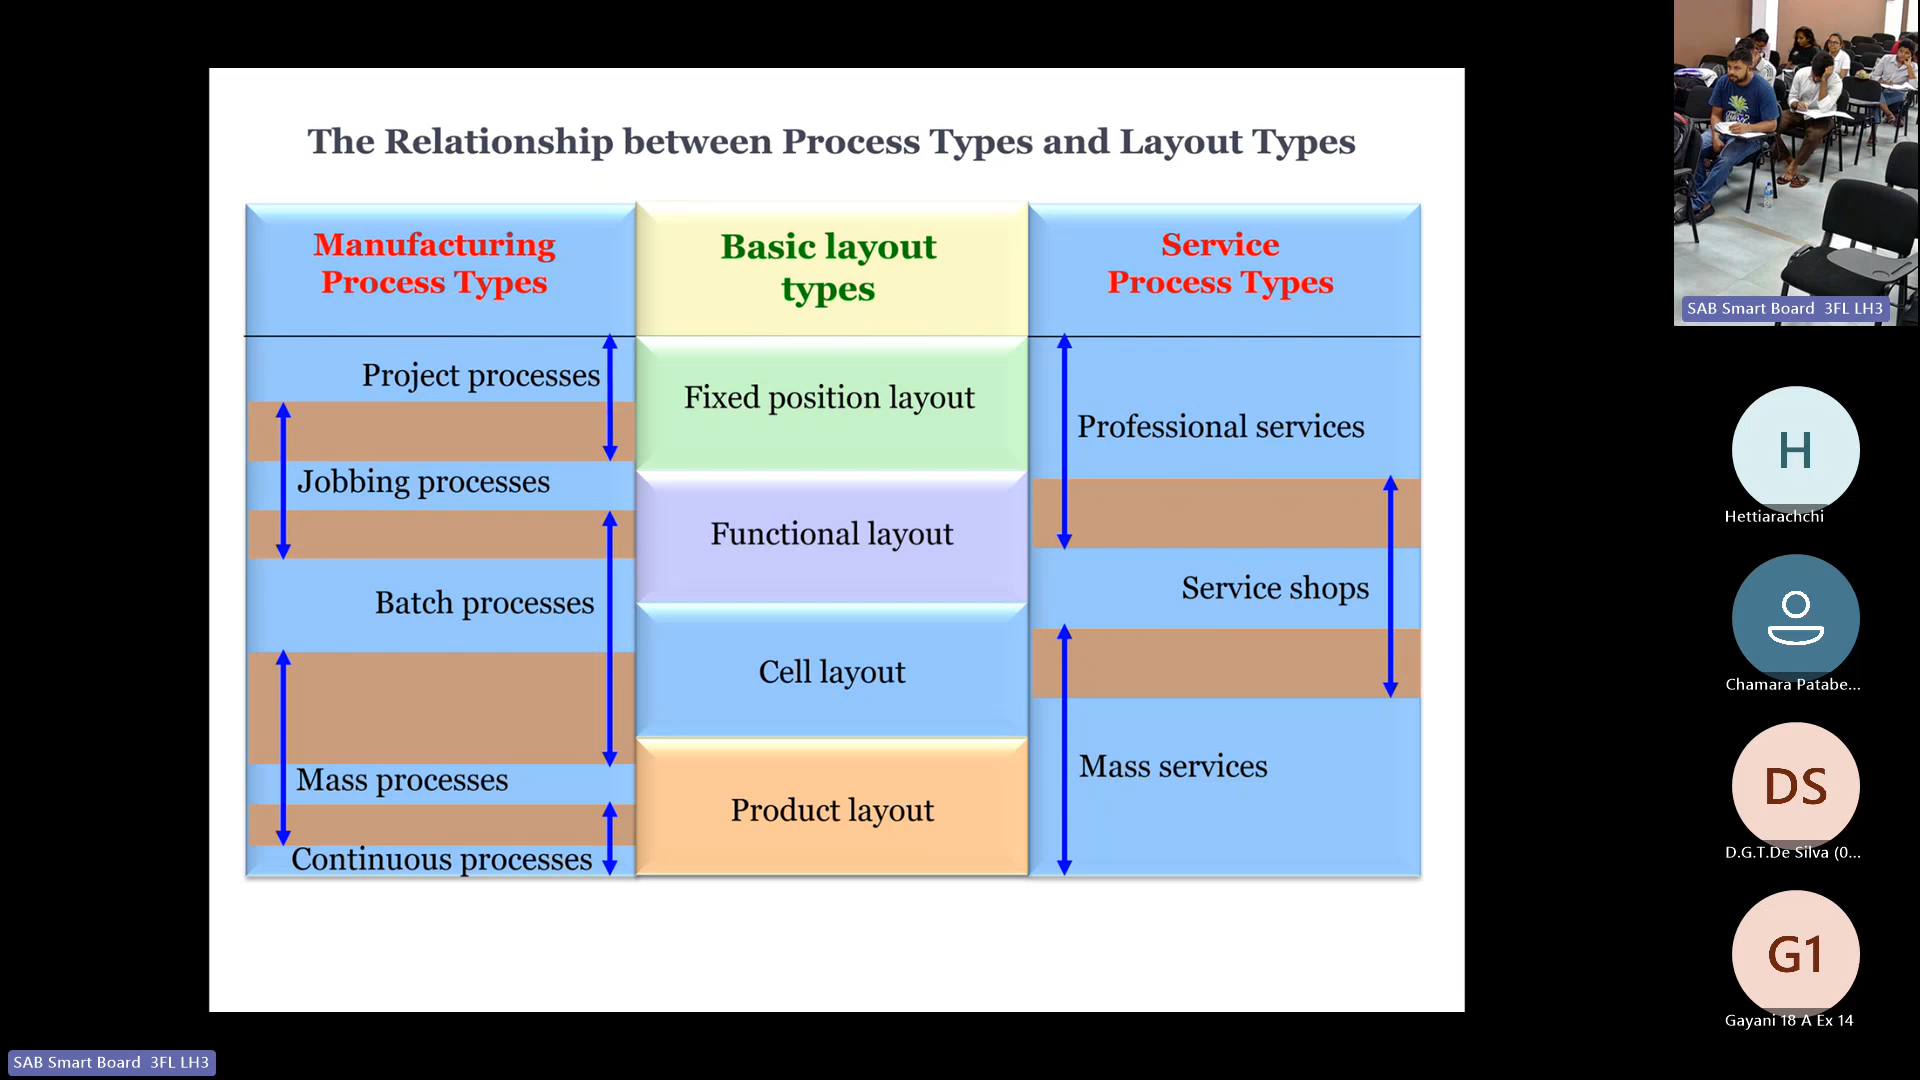 The Relationship between Process Types and Layout Types
Manufacturing
Process Types
Basic layout
types
Service
Process Types
Project processes
Jobbing processes
Batch processes
Mass processes
Continuous processes
Fixed position layout
Functional layout
Cell layout
Product layout
Professional services
Service shops
Mass services
SAB Smart Board 3FL LH3
H
Hettiarachchi
Chamara Patabe...
DS
D.G.T.De Silva (0...
G1
Gayani 18 A Ex 14
SAB Smart Board 3FL LH3